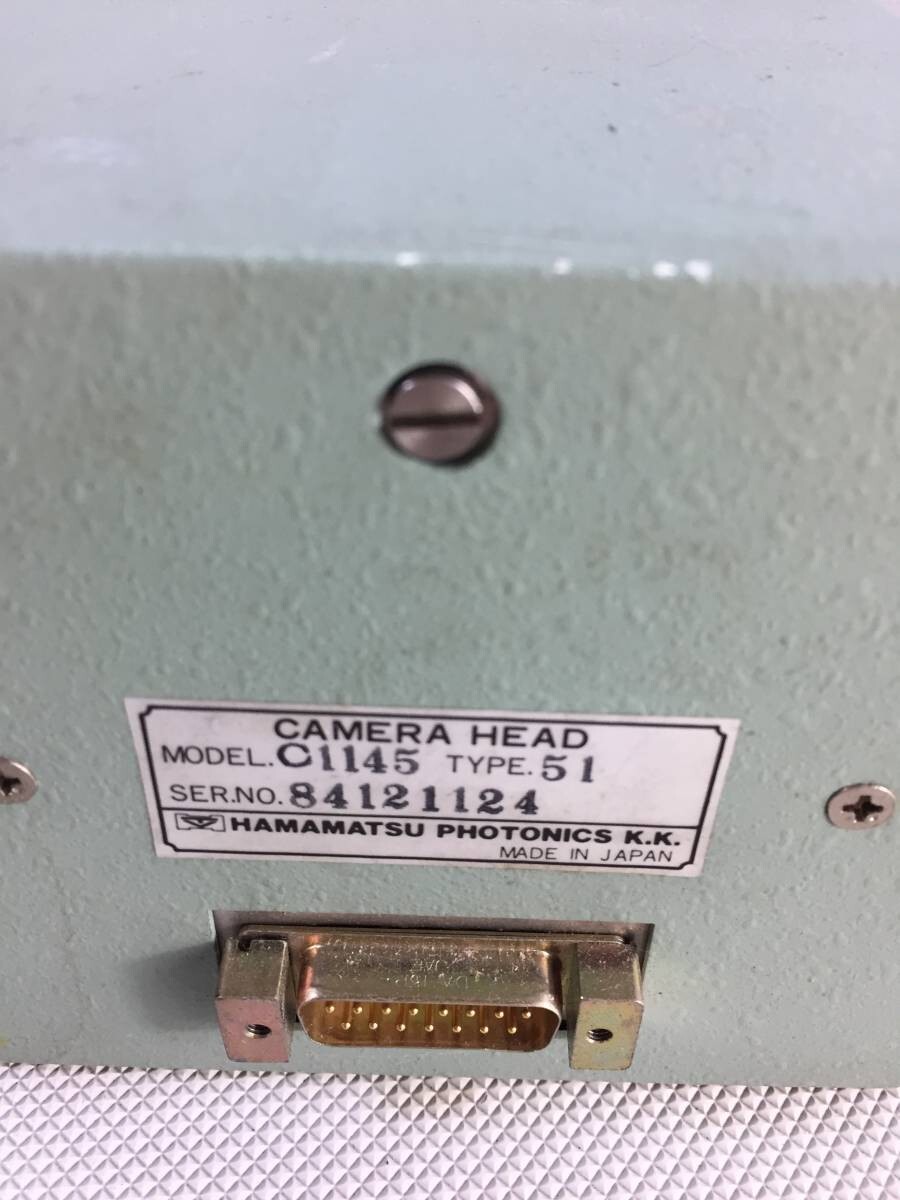 CAMERA HEAD
MODEL. C1145 TYPE. 51
SER.NO. 84121124
HAMAMATSU PHOTONICS K.K.
MADE IN JAPAN